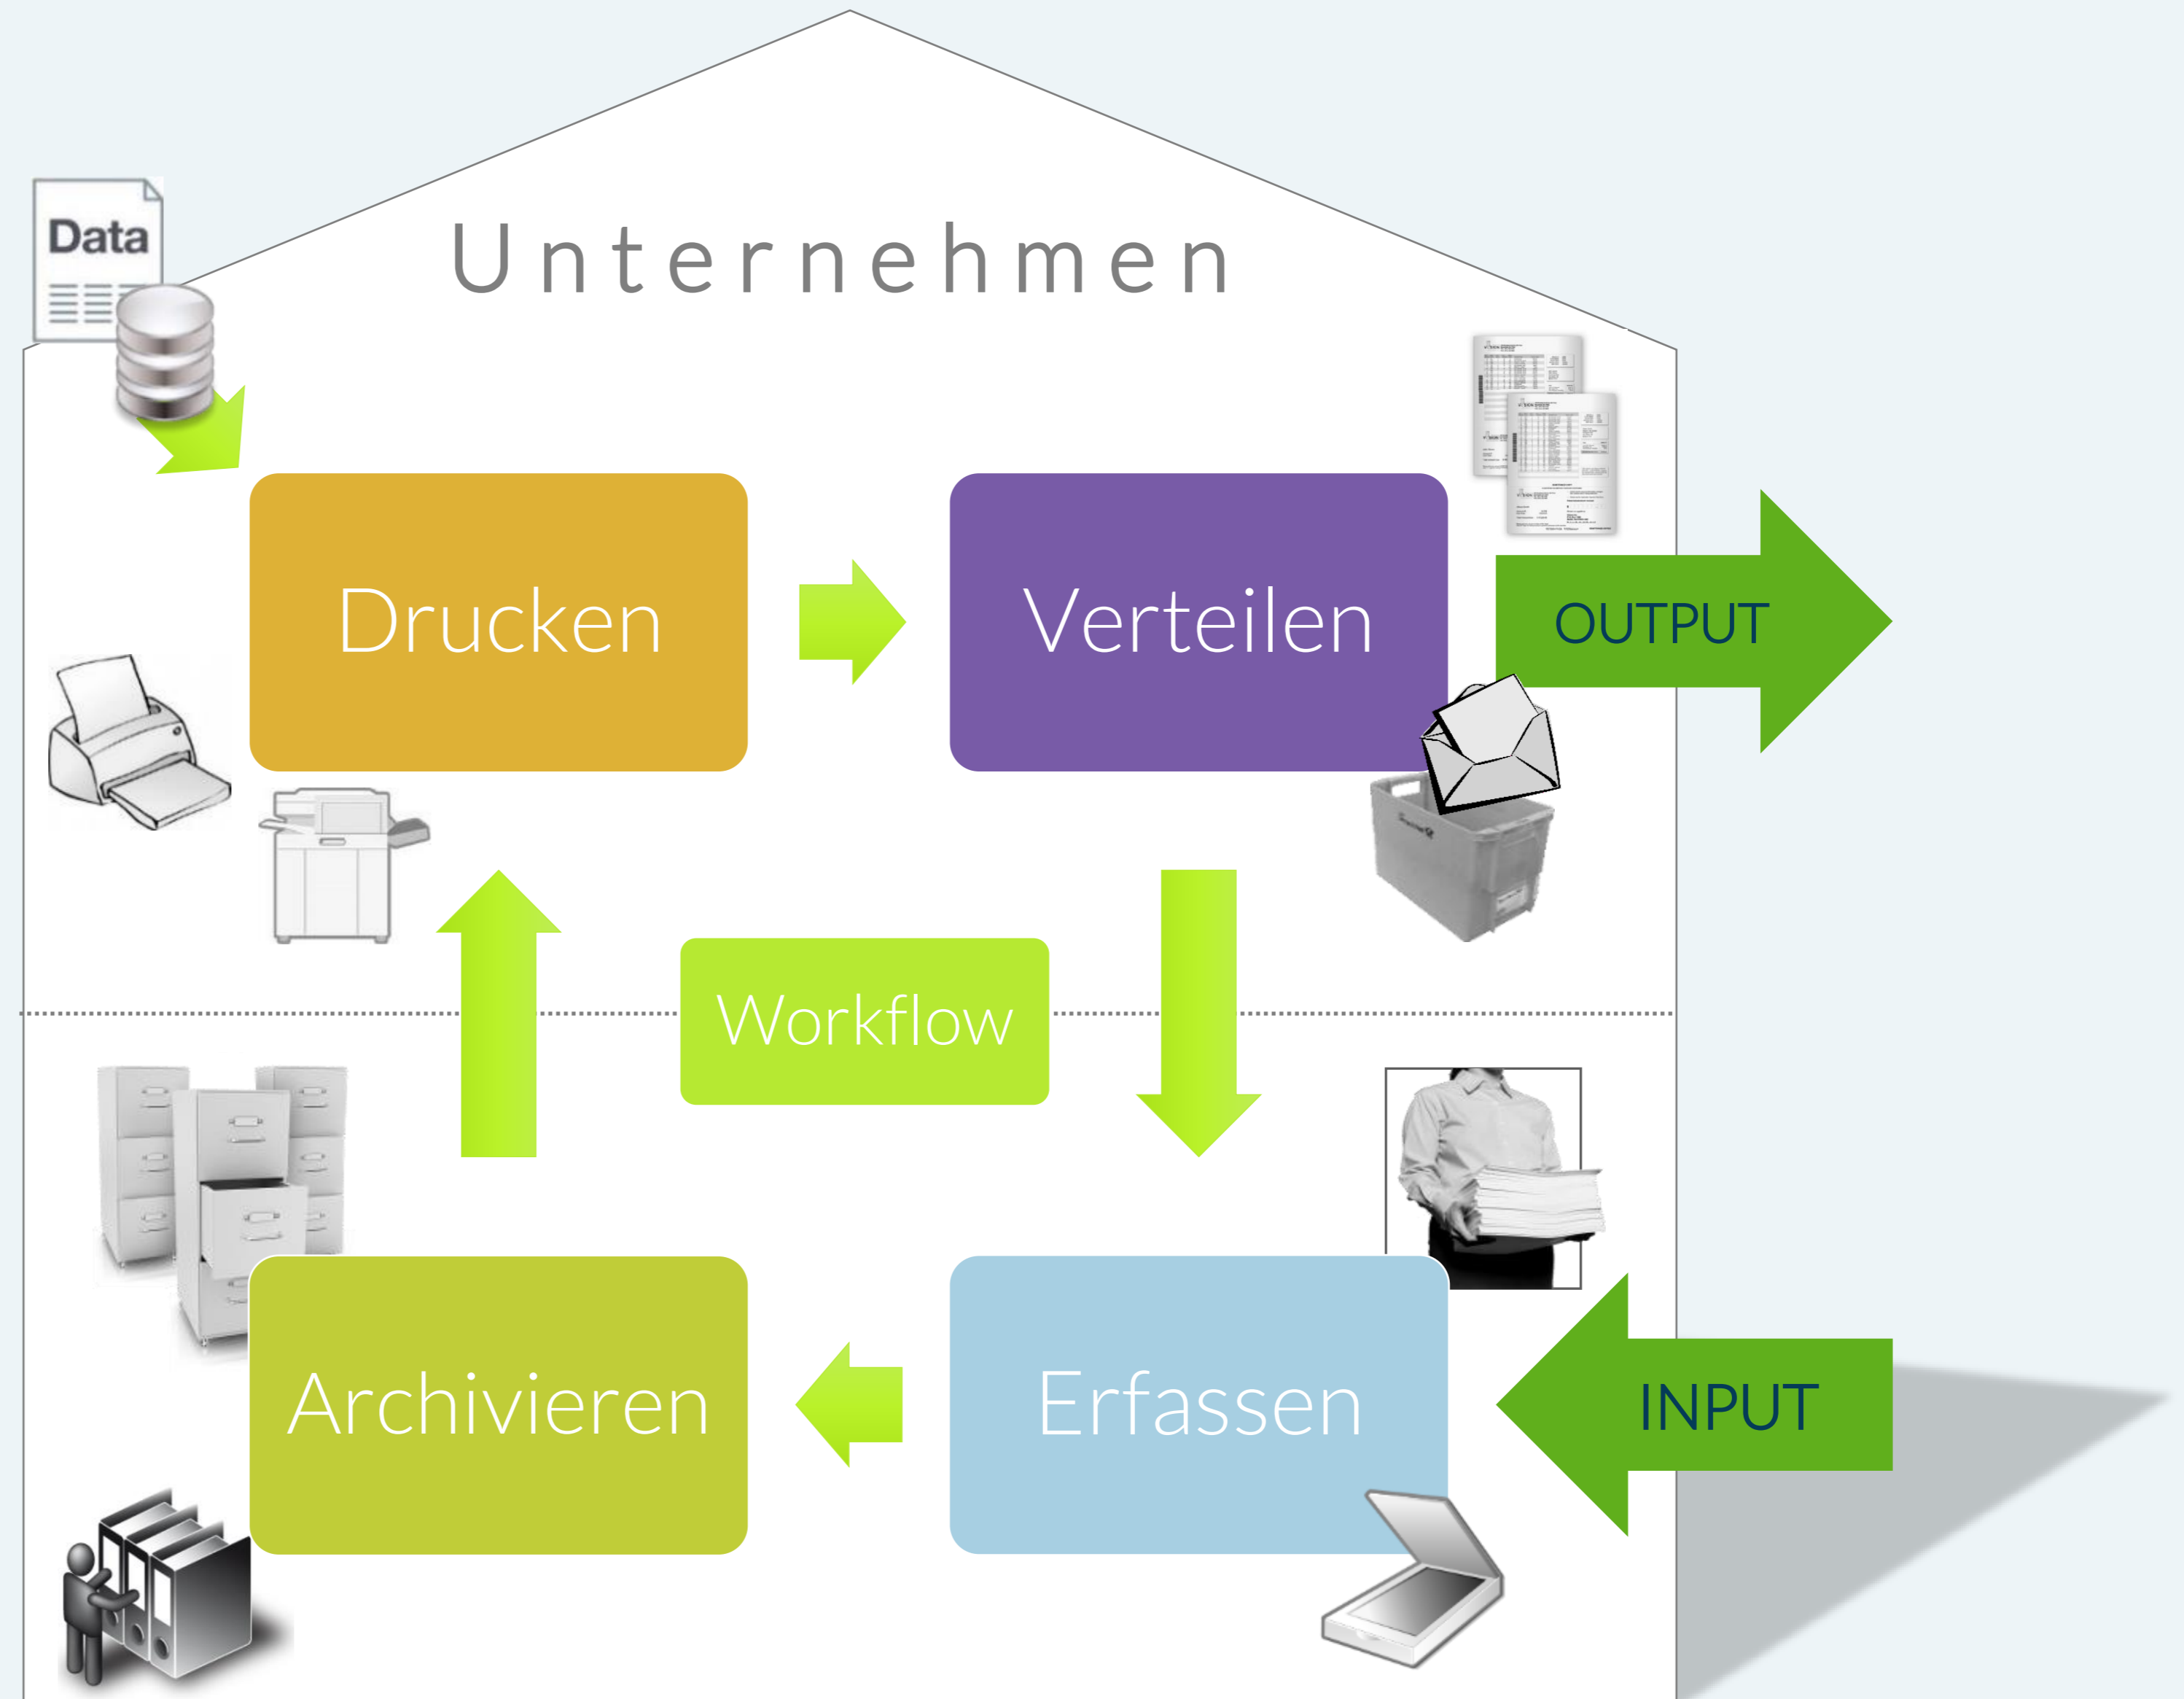 Unternehmen
Data
Drucken
Verteilen
OUTPUT
Workflow
Archivieren
Erfassen
INPUT